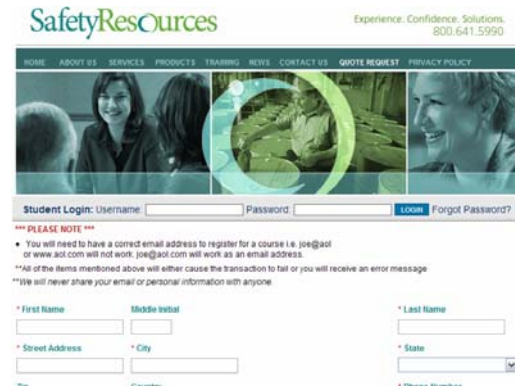 SafetyResources
Experience. Confidence. Solutions.
800.641.5990
HOME ABOUT US SERVICES PRODUCTS TRAINING NEWS CONTACT US QUOTE REQUEST PRIVACY POLICY
Student Login: Username: Password: LOGIN Forgot Password?
*** PLEASE NOTE ***
• You will need to have a correct email address to register for a course i.e. joe@aol
or www.aol.com will not work. joe@aol.com will work as an email address.
**All of the items mentioned above will either cause the transaction to fail or you will receive an error message
**We will never share your email or personal information with anyone.
* First Name Middle Initial * Last Name
* Street Address * City * State
Zip Country * Phone Number